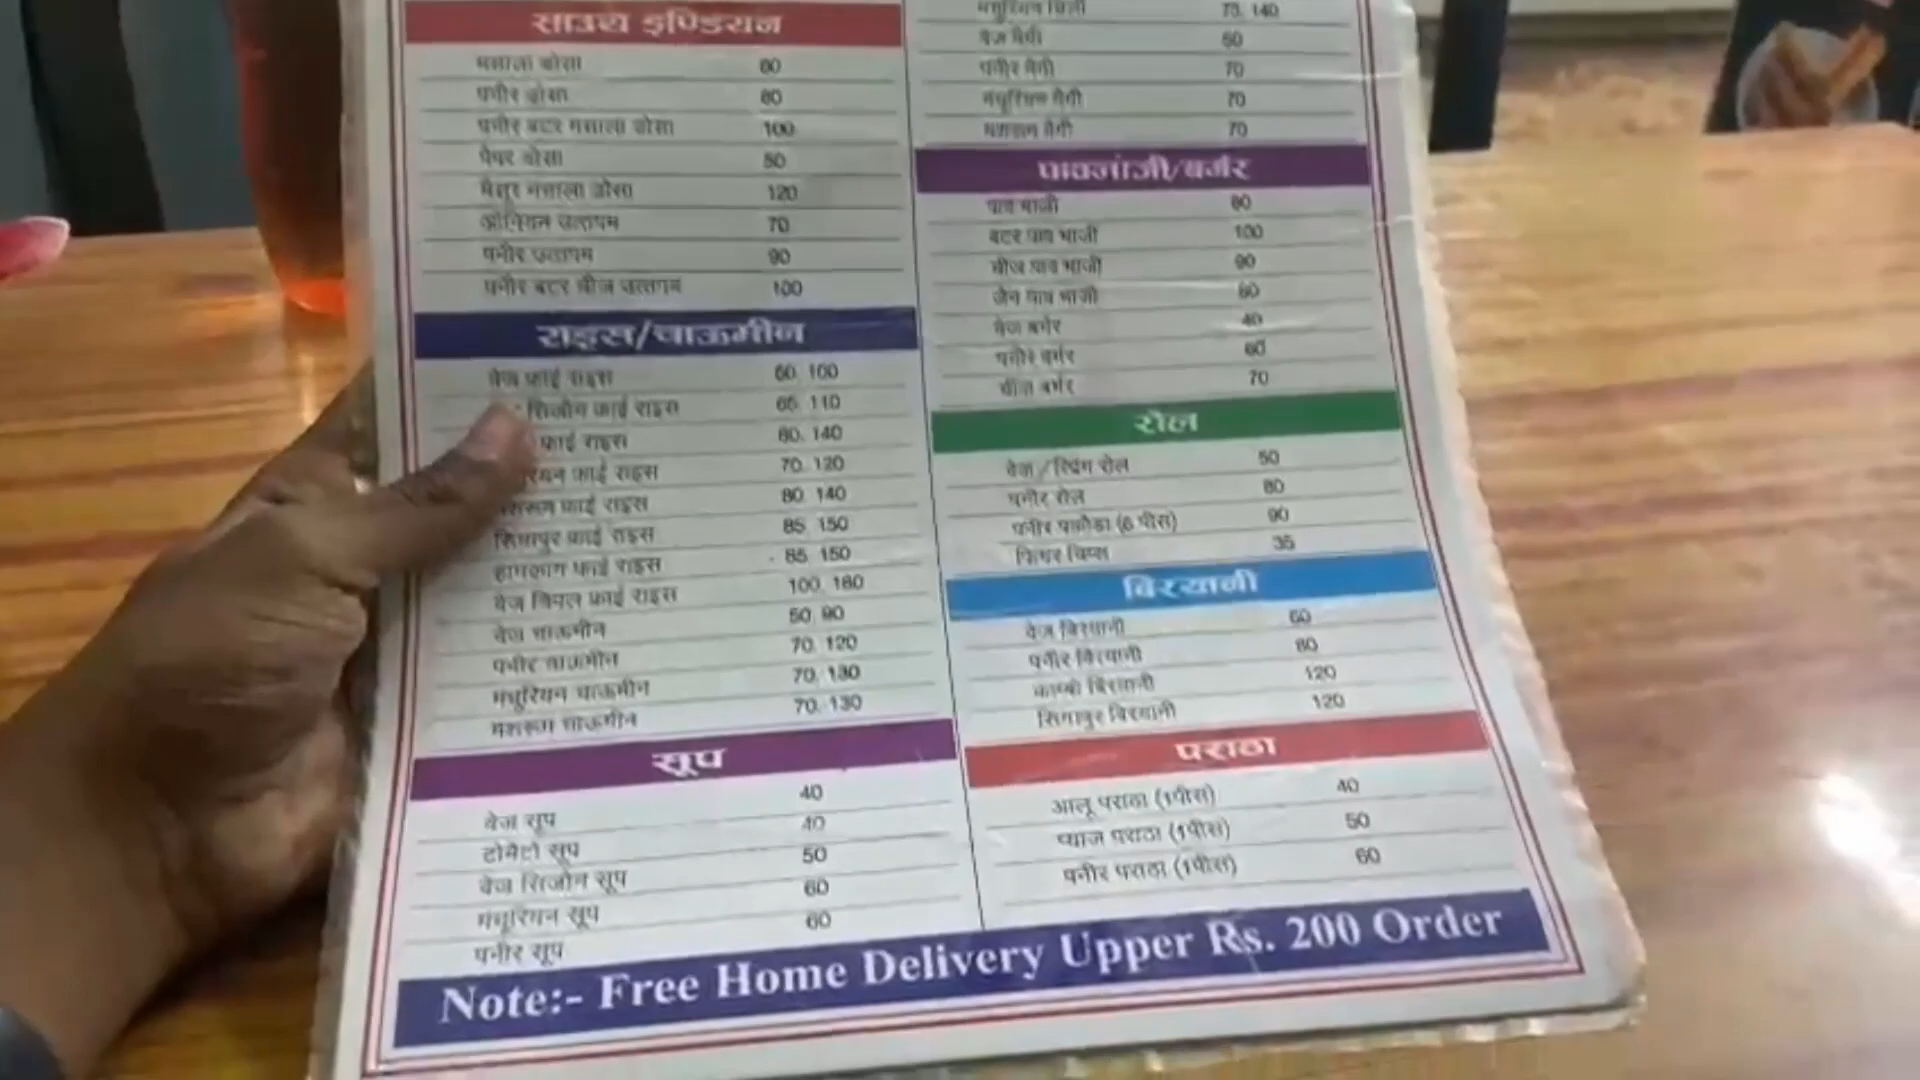 साउथ इण्डियन
मसाला डोसा 60
पनीर डोसा 80
पनीर बटर मसाला डोसा 100
पेपर डोसा 50
मैसूर मसाला डोसा 120
ओनियन उत्तपम 70
पनीर उत्तपम 90
पनीर बटर चीज उत्तपम 100
राइस/चाऊमीन
वेज फ्राई राइस 60 100
सिजीन फ्राई राइस 65 110
फ्राई राइस 80. 140
रियन फ्राई राइस 70 120
फ्राई राइस 80 140
सिंगापुर फ्राई राइस 85 150
हांगकांग फ्राई राइस 85 150
वेज ट्रिपल फ्राई राइस 100 180
वेज चाऊमीन 50 90
पनीर चाऊमीन 70 120
मंचुरियन चाऊमीन 70. 130
मशरूम चाऊमीन 70. 130
सूप
वेज सूप 40
टोमेटो सूप 40
वेज सिजीन सूप 50
मंचुरियन सूप 60
पनीर सूप 60
मंचुरियन चिली 75. 140
वेज मैगी 60
पनीर मैगी 70
मंचुरियन मैगी 70
मशरूम मैगी 70
पावभांजी/बर्गर
पाव भाजी 80
बटर पाव भाजी 100
चीज पाव भाजी 90
जैन पाव भाजी 80
वेज बर्गर 40
पनीर बर्गर 60
चीज बर्गर 70
रोल
वेज/स्प्रिंग रोल 50
पनीर रोल 80
पनीर पकौडा (6 पीस) 90
फिंगर चिप्स 35
बिरयानी
वेज बिरयानी 60
पनीर बिरयानी 80
काम्बो बिरयानी 120
सिंगापुर बिरयानी 120
पराठा
आलू पराठा (1पीस) 40
प्याज पराठा (1पीस) 50
पनीर पराठा (1पीस) 60
Note:- Free Home Delivery Upper Rs. 200 Order